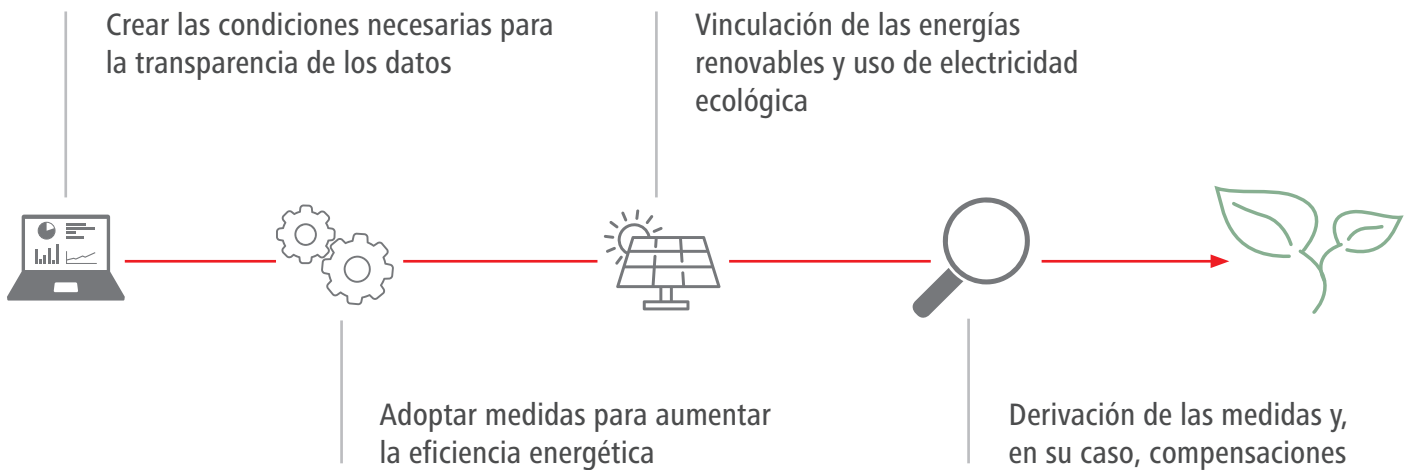 Crear las condiciones necesarias para
la transparencia de los datos
Vinculación de las energías
renovables y uso de electricidad
ecológica
Adoptar medidas para aumentar
la eficiencia energética
Derivación de las medidas y,
en su caso, compensaciones